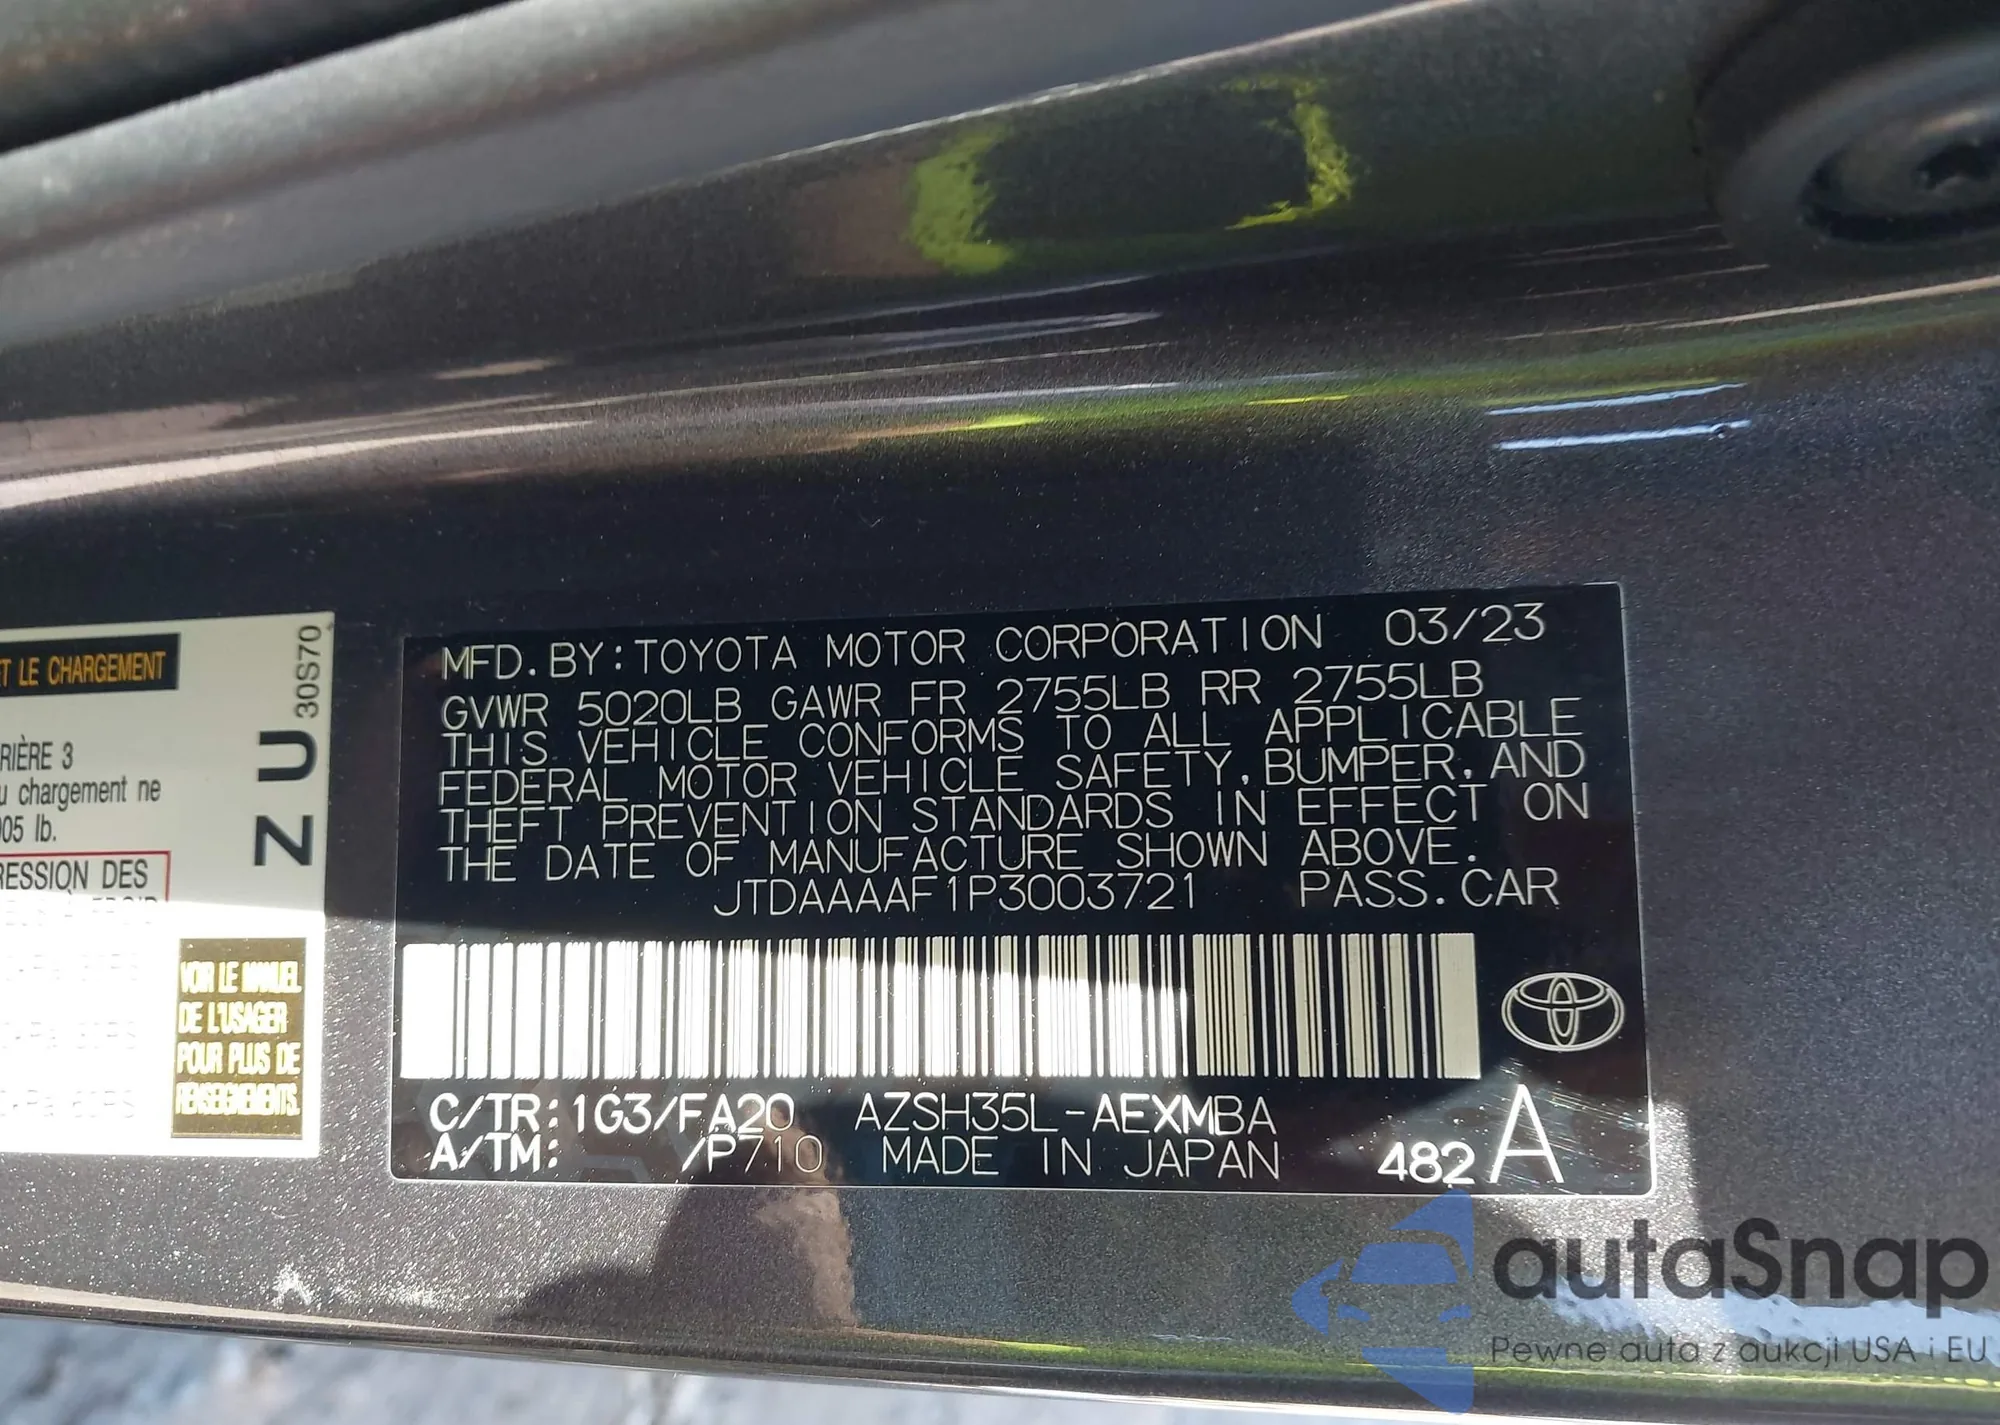 T LE CHARGEMENT
RIÈRE 3
u chargement ne
005 lb.
RESSION DES
VOIR LE MANUEL
DE L'USAGER
POUR PLUS DE
RENSEIGNEMENTS.
Z U 30S70
MFD. BY: TOYOTA MOTOR CORPORATION 03/23
GVWR 5020LB GAWR FR 2755LB RR 2755LB
THIS VEHICLE CONFORMS TO ALL APPLICABLE
FEDERAL MOTOR VEHICLE SAFETY, BUMPER, AND
THEFT PREVENTION STANDARDS IN EFFECT ON
THE DATE OF MANUFACTURE SHOWN ABOVE.
JTDAAAAF1P3003721 PASS. CAR
C/TR: 1G3/FA20 AZSH35L-AEXMBA
A/TM: /P710 MADE IN JAPAN 482 A
autaSnap
Pewne auta z aukcji USA i EU